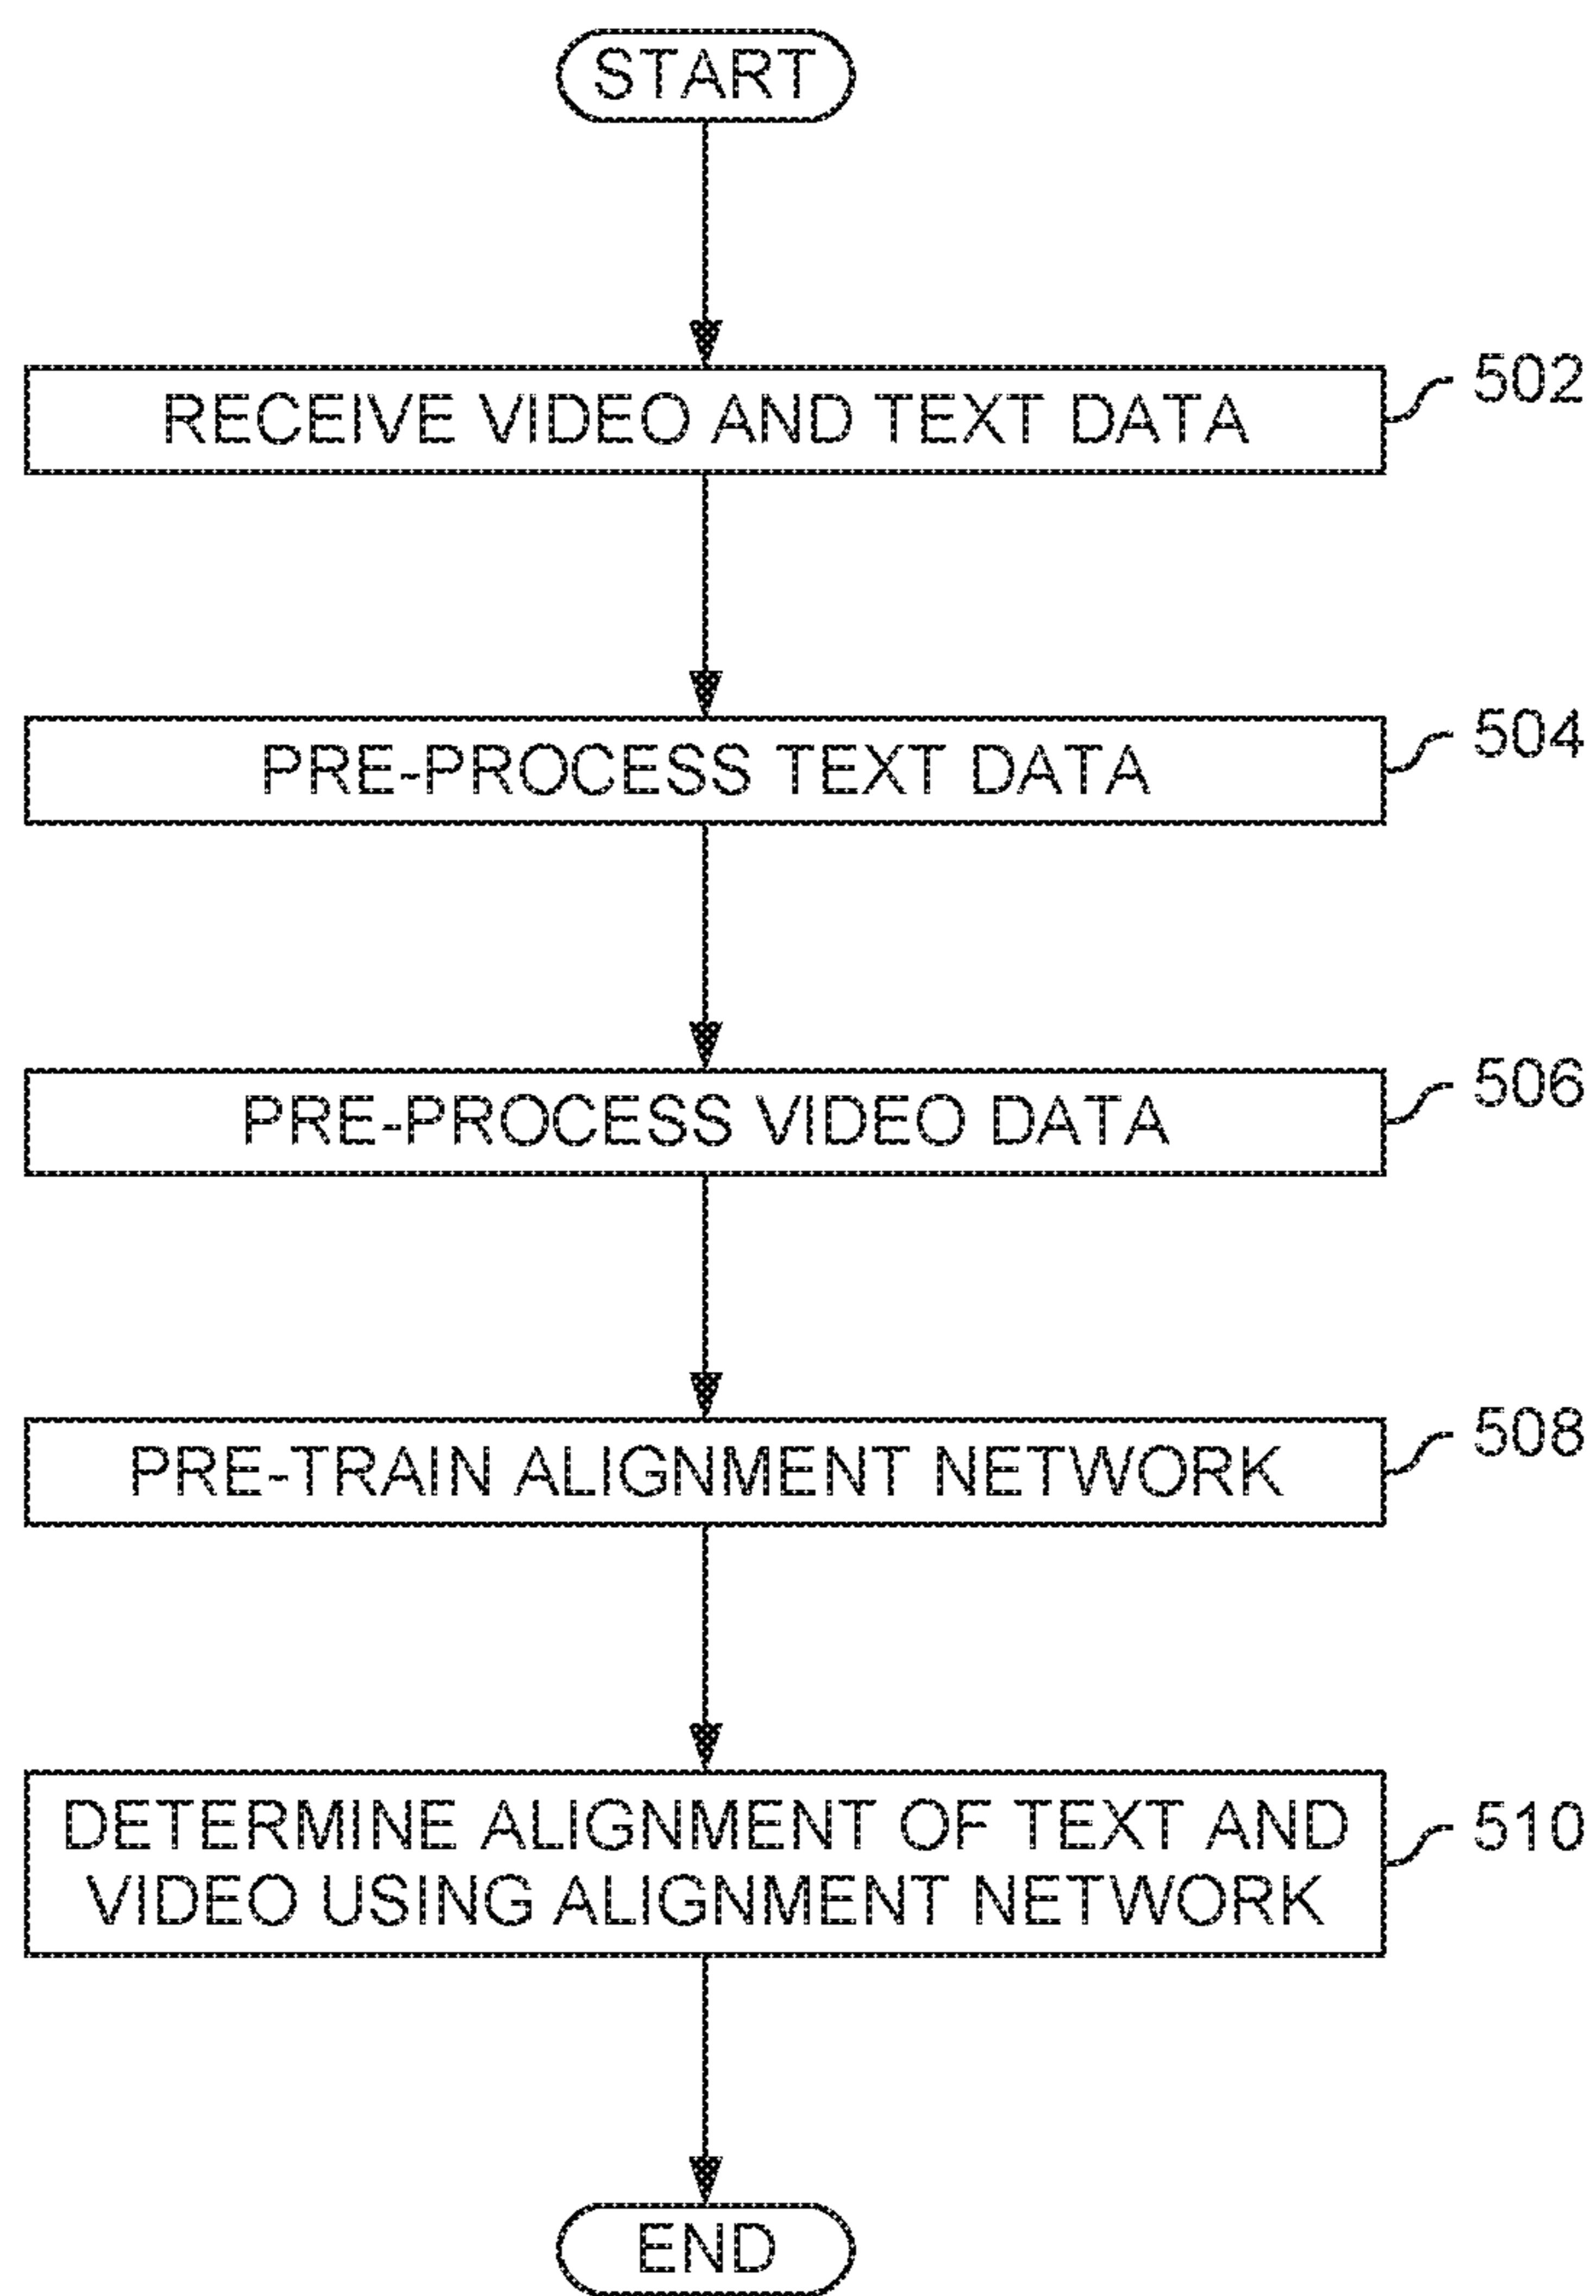 START
RECEIVE VIDEO AND TEXT DATA
502
PRE-PROCESS TEXT DATA
504
PRE-PROCESS VIDEO DATA
506
PRE-TRAIN ALIGNMENT NETWORK
508
DETERMINE ALIGNMENT OF TEXT AND
VIDEO USING ALIGNMENT NETWORK
510
END